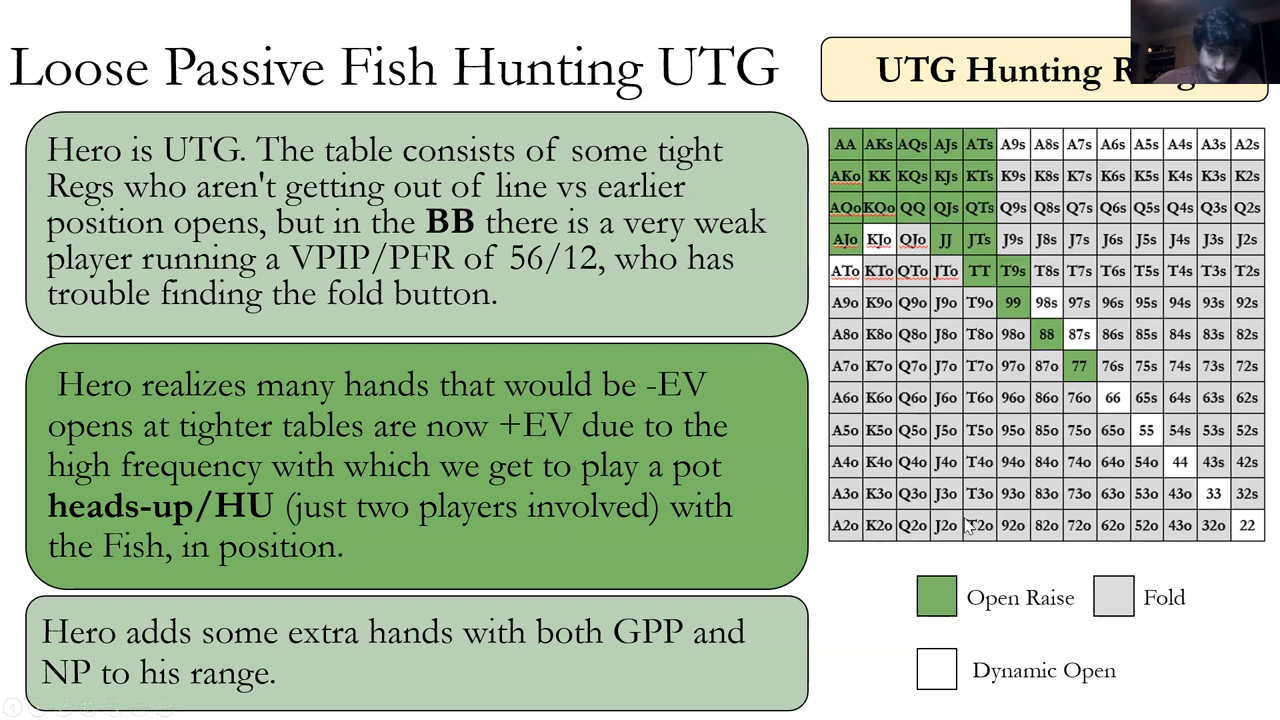 Loose Passive Fish Hunting UTG
UTG Hunting
Hero is UTG. The table consists of some tight
Regs who aren't getting out of line vs earlier
position opens, but in the BB there is a very weak
player running a VPIP/PFR of 56/12, who has
trouble finding the fold button.
Hero realizes many hands that would be -EV
opens at tighter tables are now +EV due to the
high frequency with which we get to play a pot
heads-up/HU (just two players involved) with
the Fish, in position.
Hero adds some extra hands with both GPP and
NP to his range.
AA AKs AQs AJs ATs A9s A8s A7s A6s A5s A4s A3s A2s
AKo KK KQs KJs KTs K9s K8s K7s K6s K5s K4s K3s K2s
AQo KQo QQ QJs QTs Q9s Q8s Q7s Q6s Q5s Q4s Q3s Q2s
AJo KJo QJo JJ JTs J9s J8s J7s J6s J5s J4s J3s J2s
ATo KTo QTo JTo TT T9s T8s T7s T6s T5s T4s T3s T2s
A9o K9o Q9o J9o T9o 99 98s 97s 96s 95s 94s 93s 92s
A8o K8o Q8o J8o T8o 98o 88 87s 86s 85s 84s 83s 82s
A7o K7o Q7o J7o T7o 97o 87o 77 76s 75s 74s 73s 72s
A6o K6o Q6o J6o T6o 96o 86o 76o 66 65s 64s 63s 62s
A5o K5o Q5o J5o T5o 95o 85o 75o 65o 55 54s 53s 52s
A4o K4o Q4o J4o T4o 94o 84o 74o 64o 54o 44 43s 42s
A3o K3o Q3o J3o T3o 93o 83o 73o 63o 53o 43o 33 32s
A2o K2o Q2o J2o T2o 92o 82o 72o 62o 52o 43o 32o 22
Open Raise
Fold
Dynamic Open